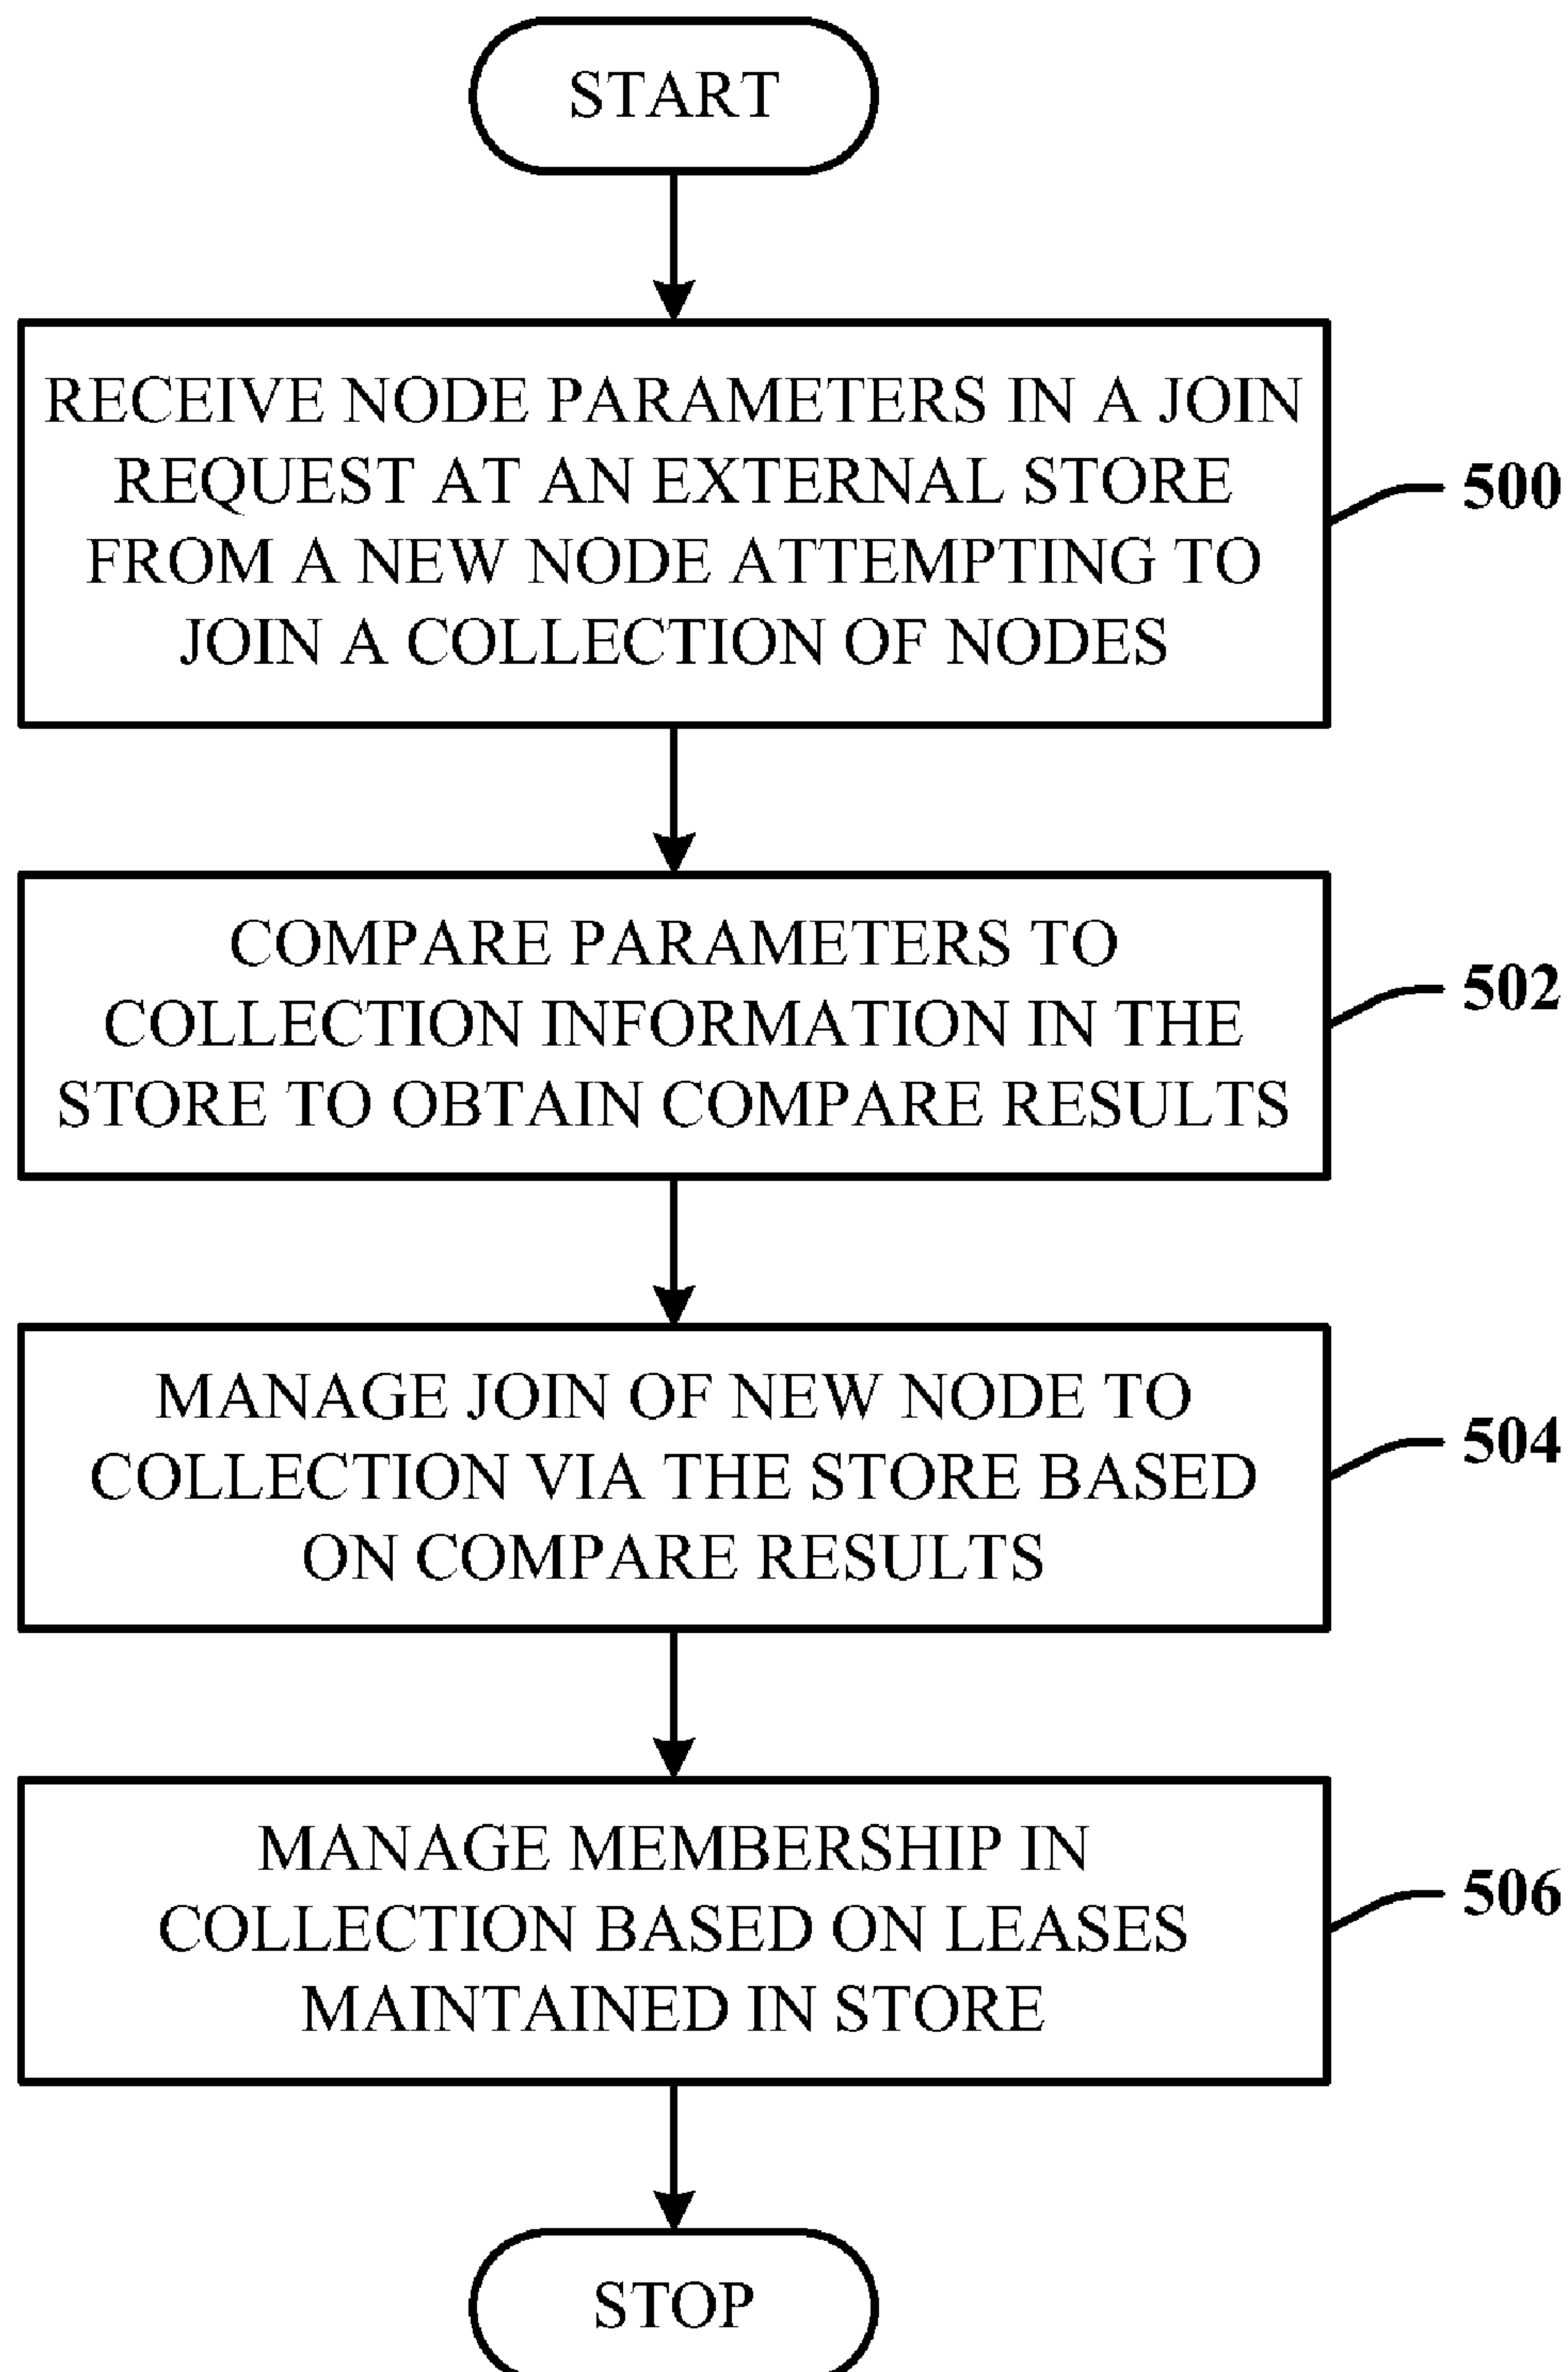 START
RECEIVE NODE PARAMETERS IN A JOIN
REQUEST AT AN EXTERNAL STORE
FROM A NEW NODE ATTEMPTING TO
JOIN A COLLECTION OF NODES
500
COMPARE PARAMETERS TO
COLLECTION INFORMATION IN THE
STORE TO OBTAIN COMPARE RESULTS
502
MANAGE JOIN OF NEW NODE TO
COLLECTION VIA THE STORE BASED
ON COMPARE RESULTS
504
MANAGE MEMBERSHIP IN
COLLECTION BASED ON LEASES
MAINTAINED IN STORE
506
STOP